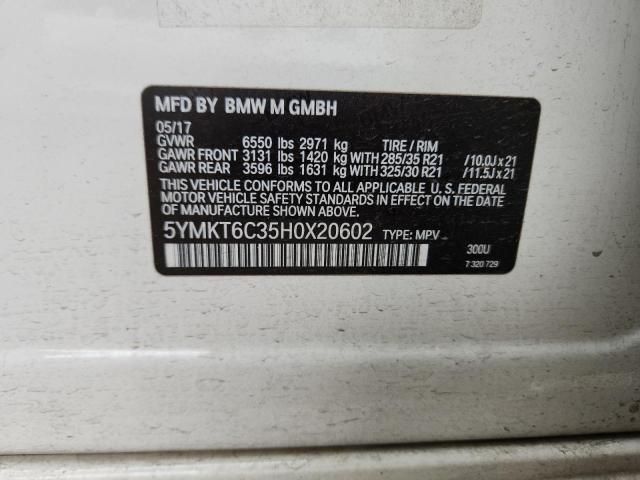 MFD BY BMW M GMBH
05/17
GVWR 6550 lbs 2971 kg TIRE / RIM
GAWR FRONT 3131 lbs 1420 kg WITH 285/35 R21 /10.0J x 21
GAWR REAR 3596 lbs 1631 kg WITH 325/30 R21 /11.5J x 21
THIS VEHICLE CONFORMS TO ALL APPLICABLE U. S. FEDERAL
MOTOR VEHICLE SAFETY STANDARDS IN EFFECT ON THE DATE
OF MANUFACTURE SHOWN ABOVE.
5YMKT6C35H0X20602 TYPE: MPV
300U
7 320 729